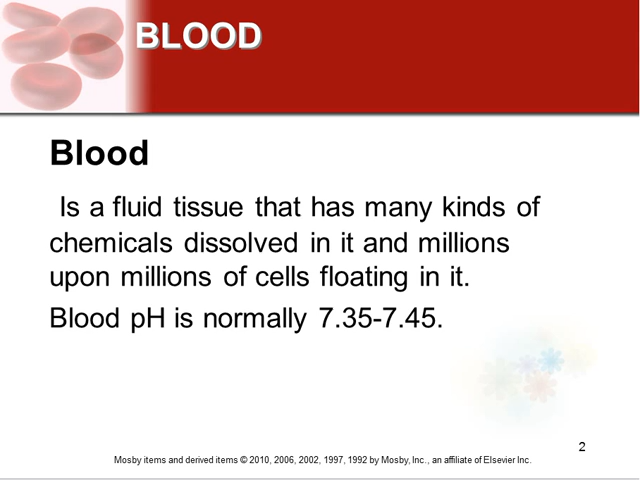 BLOOD
Blood
Is a fluid tissue that has many kinds of
chemicals dissolved in it and millions
upon millions of cells floating in it.
Blood pH is normally 7.35-7.45.
2
Mosby items and derived items © 2010, 2006, 2002, 1997, 1992 by Mosby, Inc., an affiliate of Elsevier Inc.